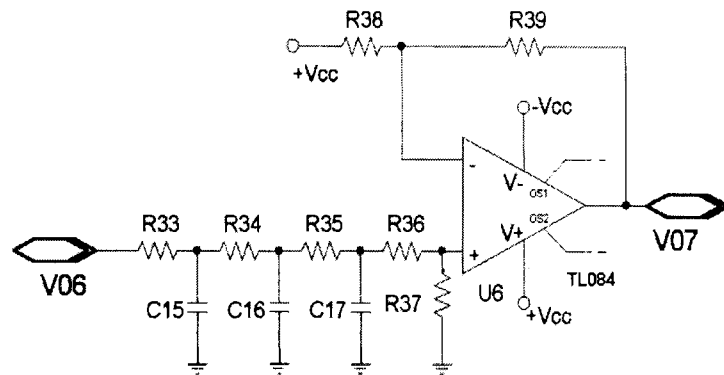 R38
R39
+Vcc
-Vcc
-
V-
OS1
OS2
V+
+
R33
R34
R35
R36
V06
V07
C15
C16
C17
R37
U6
TL084
+Vcc